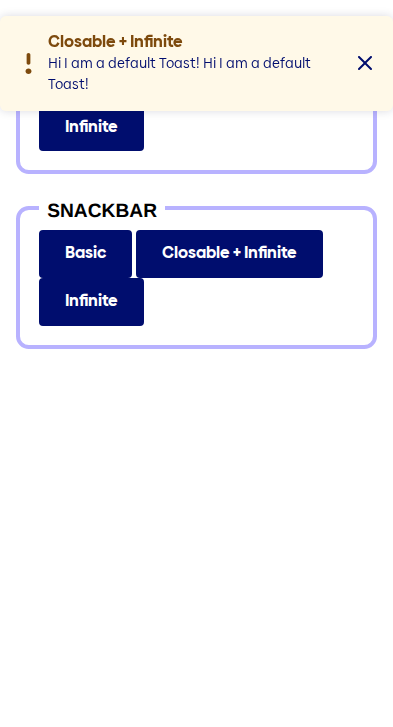 Closable + Infinite
Hi I am a default Toast! Hi I am a default
Toast!
Infinite
SNACKBAR
Basic
Closable + Infinite
Infinite